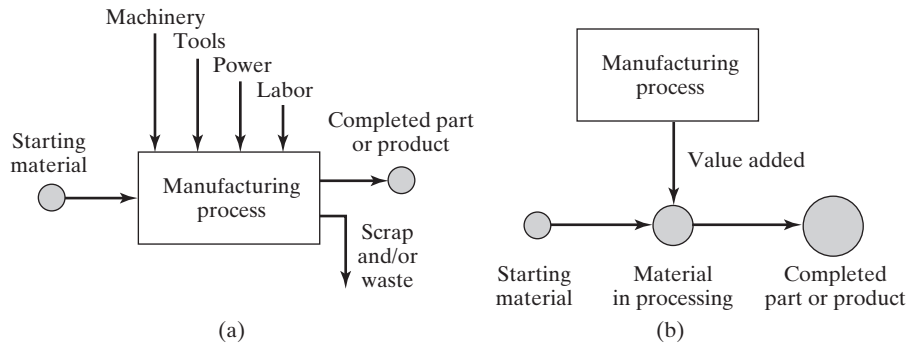 Machinery
Tools
Power
Labor
Starting
material
Manufacturing
process
Completed part
or product
Scrap
and/or
waste
(a)
Manufacturing
process
Value added
Starting
material
Material
in processing
Completed
part or product
(b)